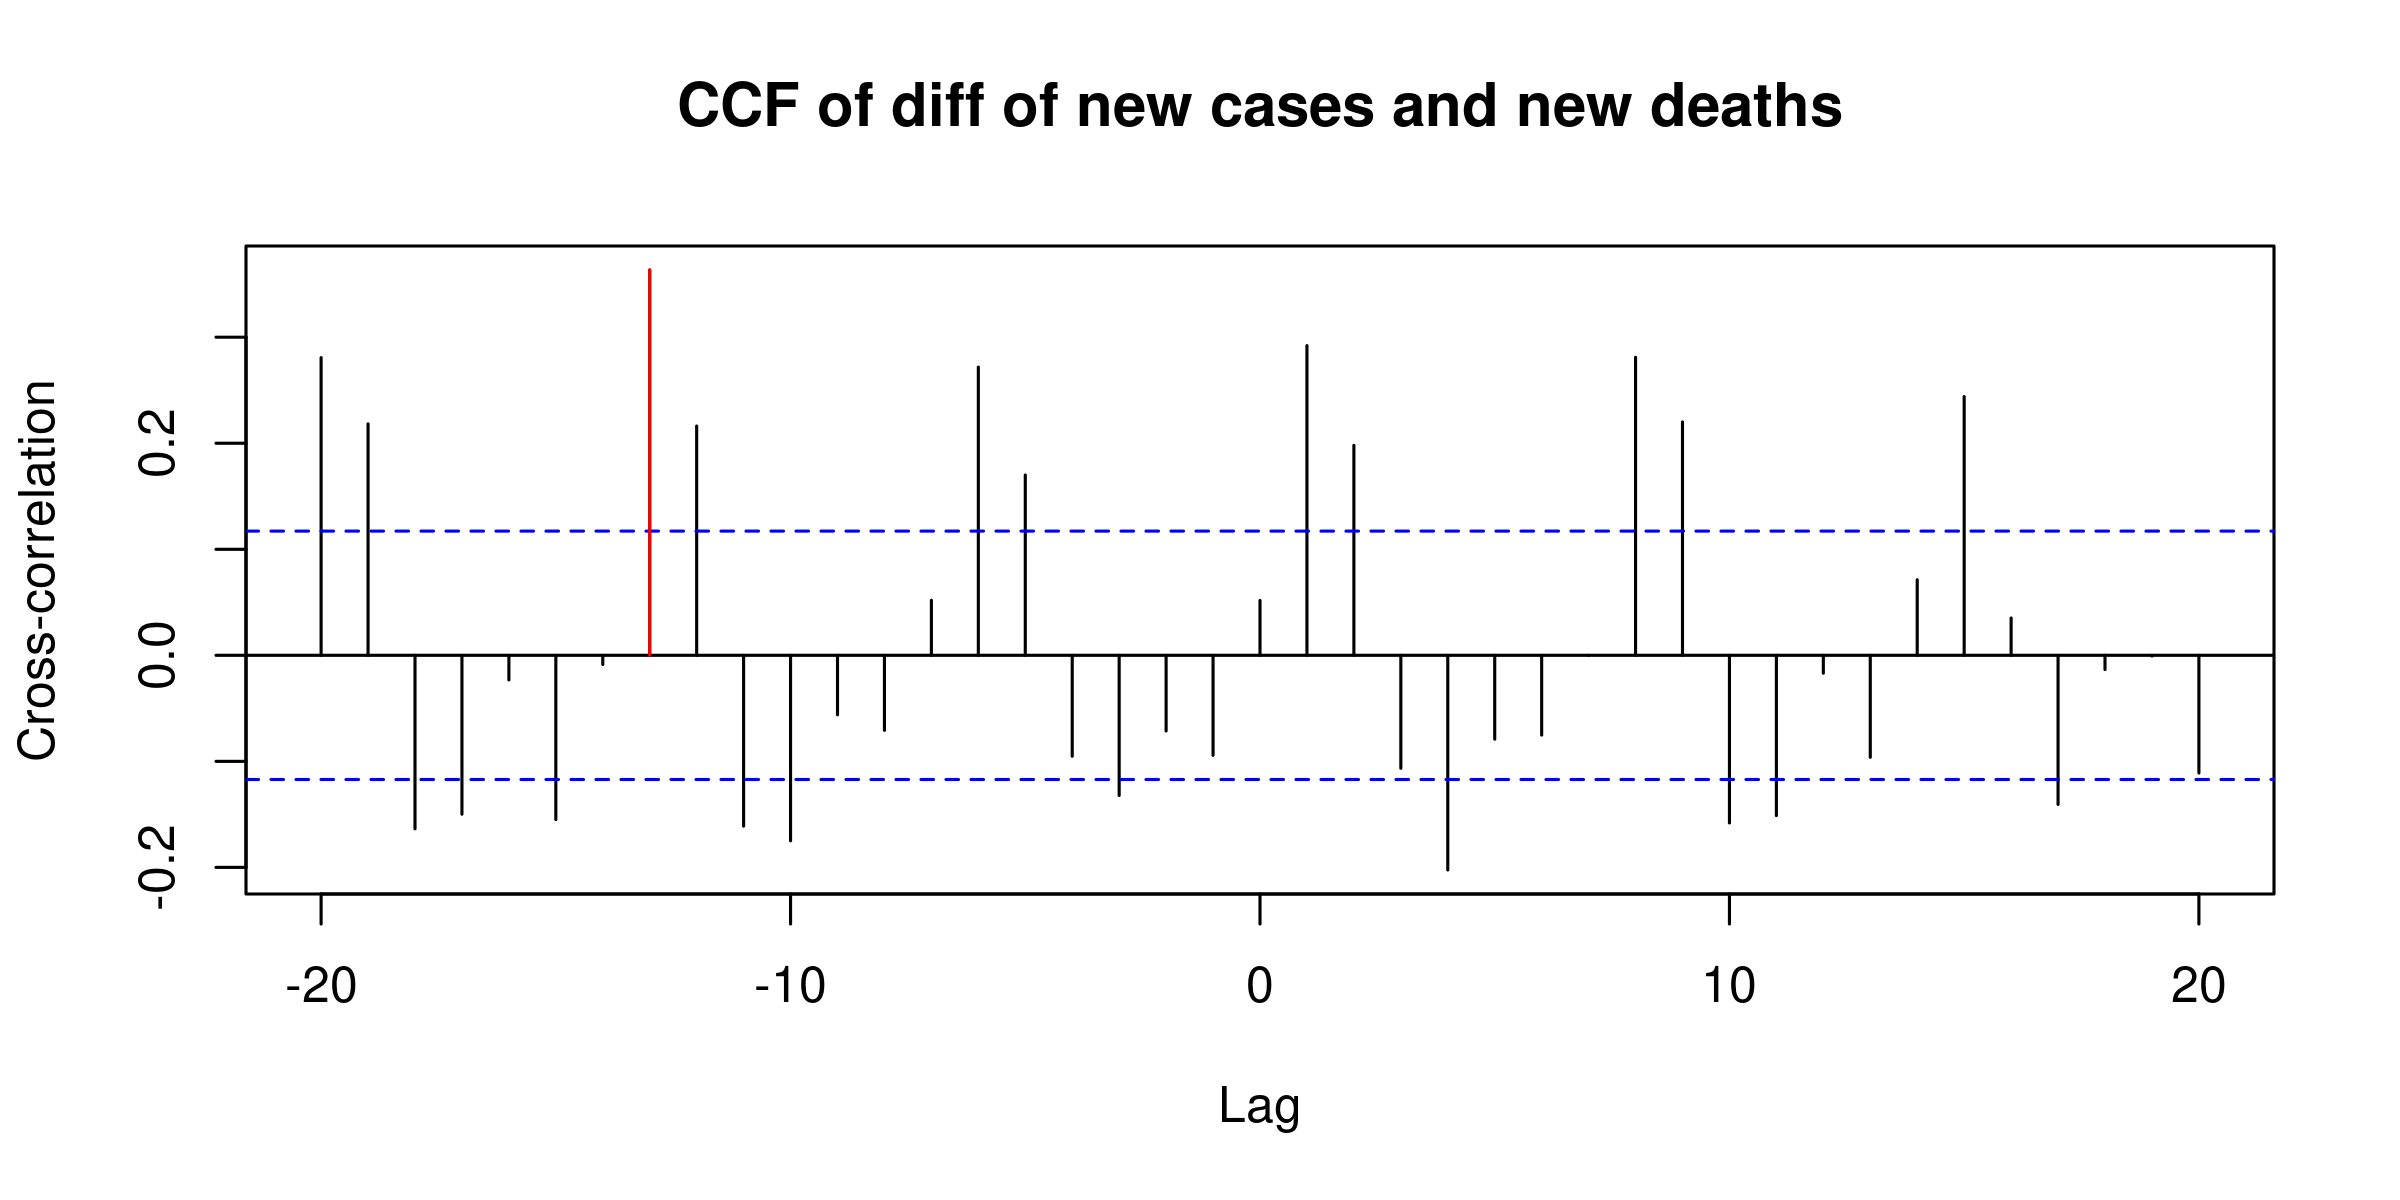 CCF of diff of new cases and new deaths
Cross-correlation
0.2
0.0
-0.2
-20 -10 0 10 20
Lag